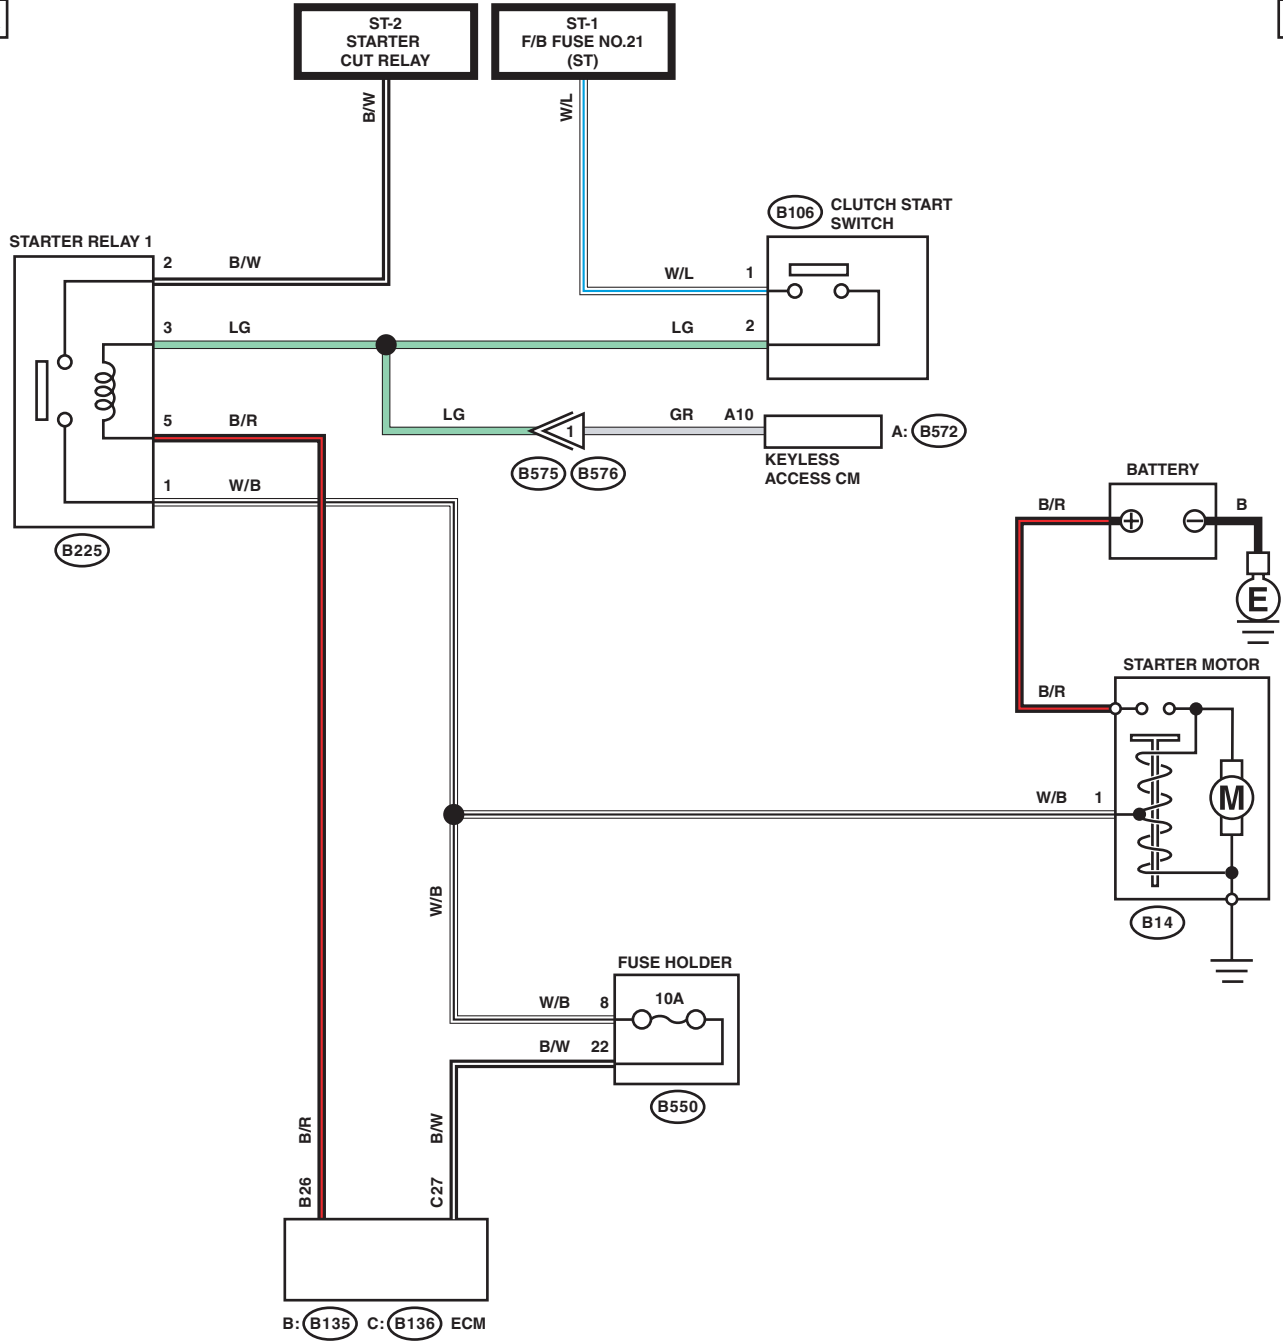 ST-2
STARTER
CUT RELAY
ST-1
F/B FUSE NO.21
(ST)
B/W
W/L
B106
CLUTCH START
SWITCH
STARTER RELAY 1
2
B/W
W/L
1
3
LG
LG
2
5
B/R
LG
1
GR
A10
A:
B572
B575
B576
KEYLESS
ACCESS CM
1
W/B
B225
BATTERY
B/R
B
E
STARTER MOTOR
B/R
W/B
1
M
B14
W/B
FUSE HOLDER
W/B
8
10A
B/W
22
B550
B/R
B/W
B26
C27
B:
B135
C:
B136
ECM